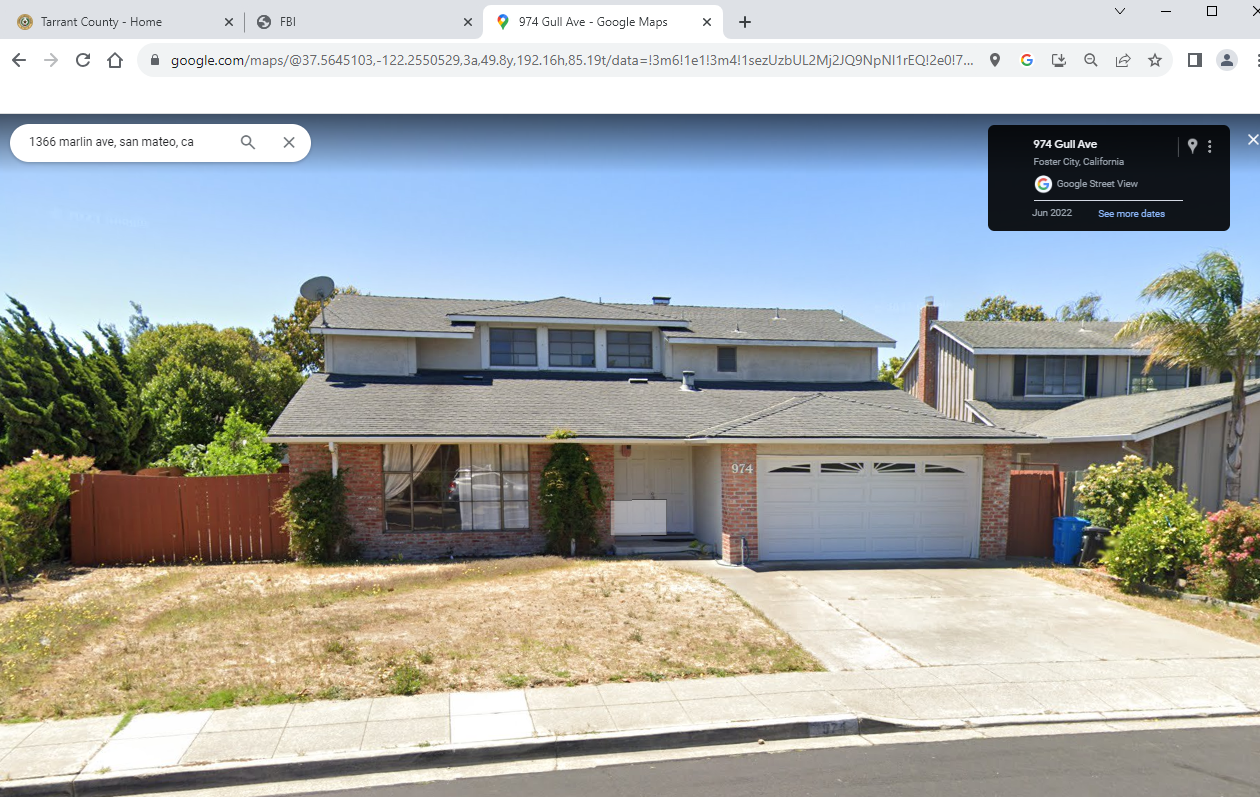 Tarrant County - Home
FBI
974 Gull Ave - Google Maps
google.com/maps/@37.5645103,-122.2550529,3a,49.8y,192.16h,85.19t/data=!3m6!1e1!3m4!1sezUzbUL2Mj2JQ9NpNI1rEQ!2e0!7...
1366 marlin ave, san mateo, ca
974 Gull Ave
Foster City, California
Google Street View
Jun 2022
See more dates
974
974